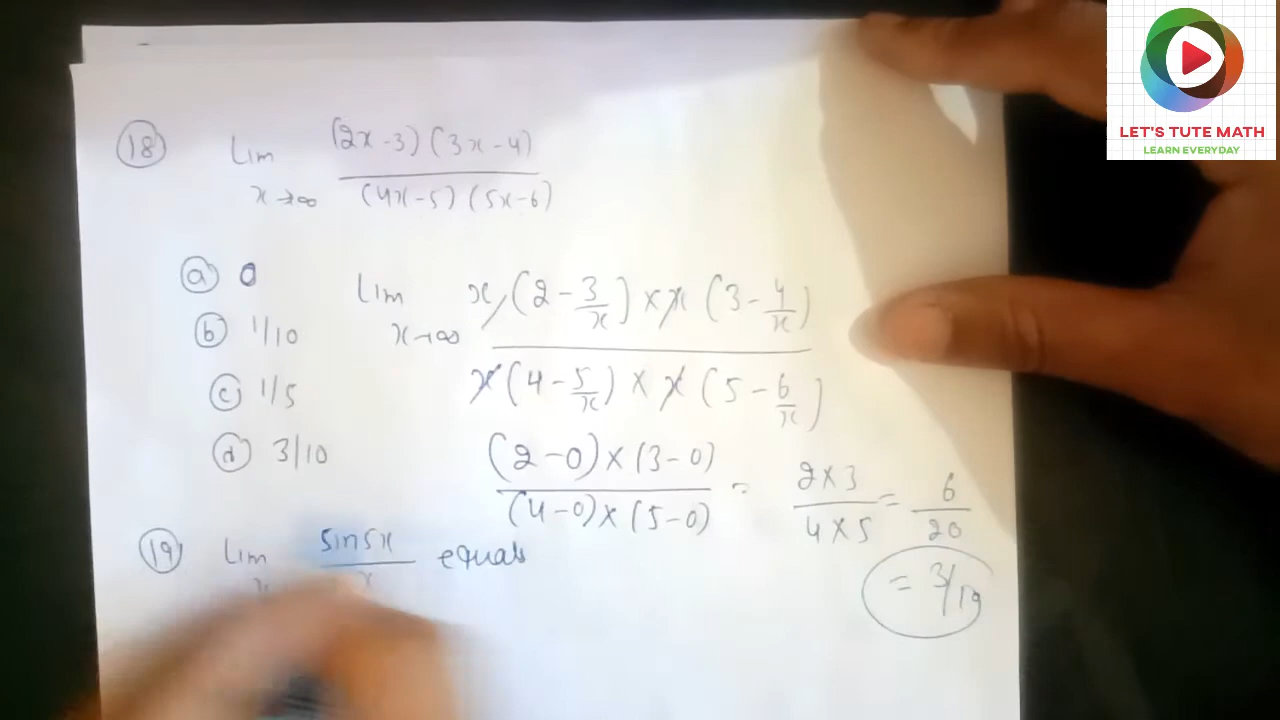 LET'S TUTE MATH
LEARN EVERYDAY
18 Lim (2x-3)(3x-4)
x→∞ (4x-5)(5x-6)
a 0
b 1/10
c 1/5
d 3/10
Lim x(2-3/x)×x(3-4/x)
x→∞ x(4-5/x)×x(5-6/x)
(2-0)×(3-0) = 2×3 = 6
(4-0)×(5-0) 4×5 20
= 3/10
19 Lim sin5x equals
x x